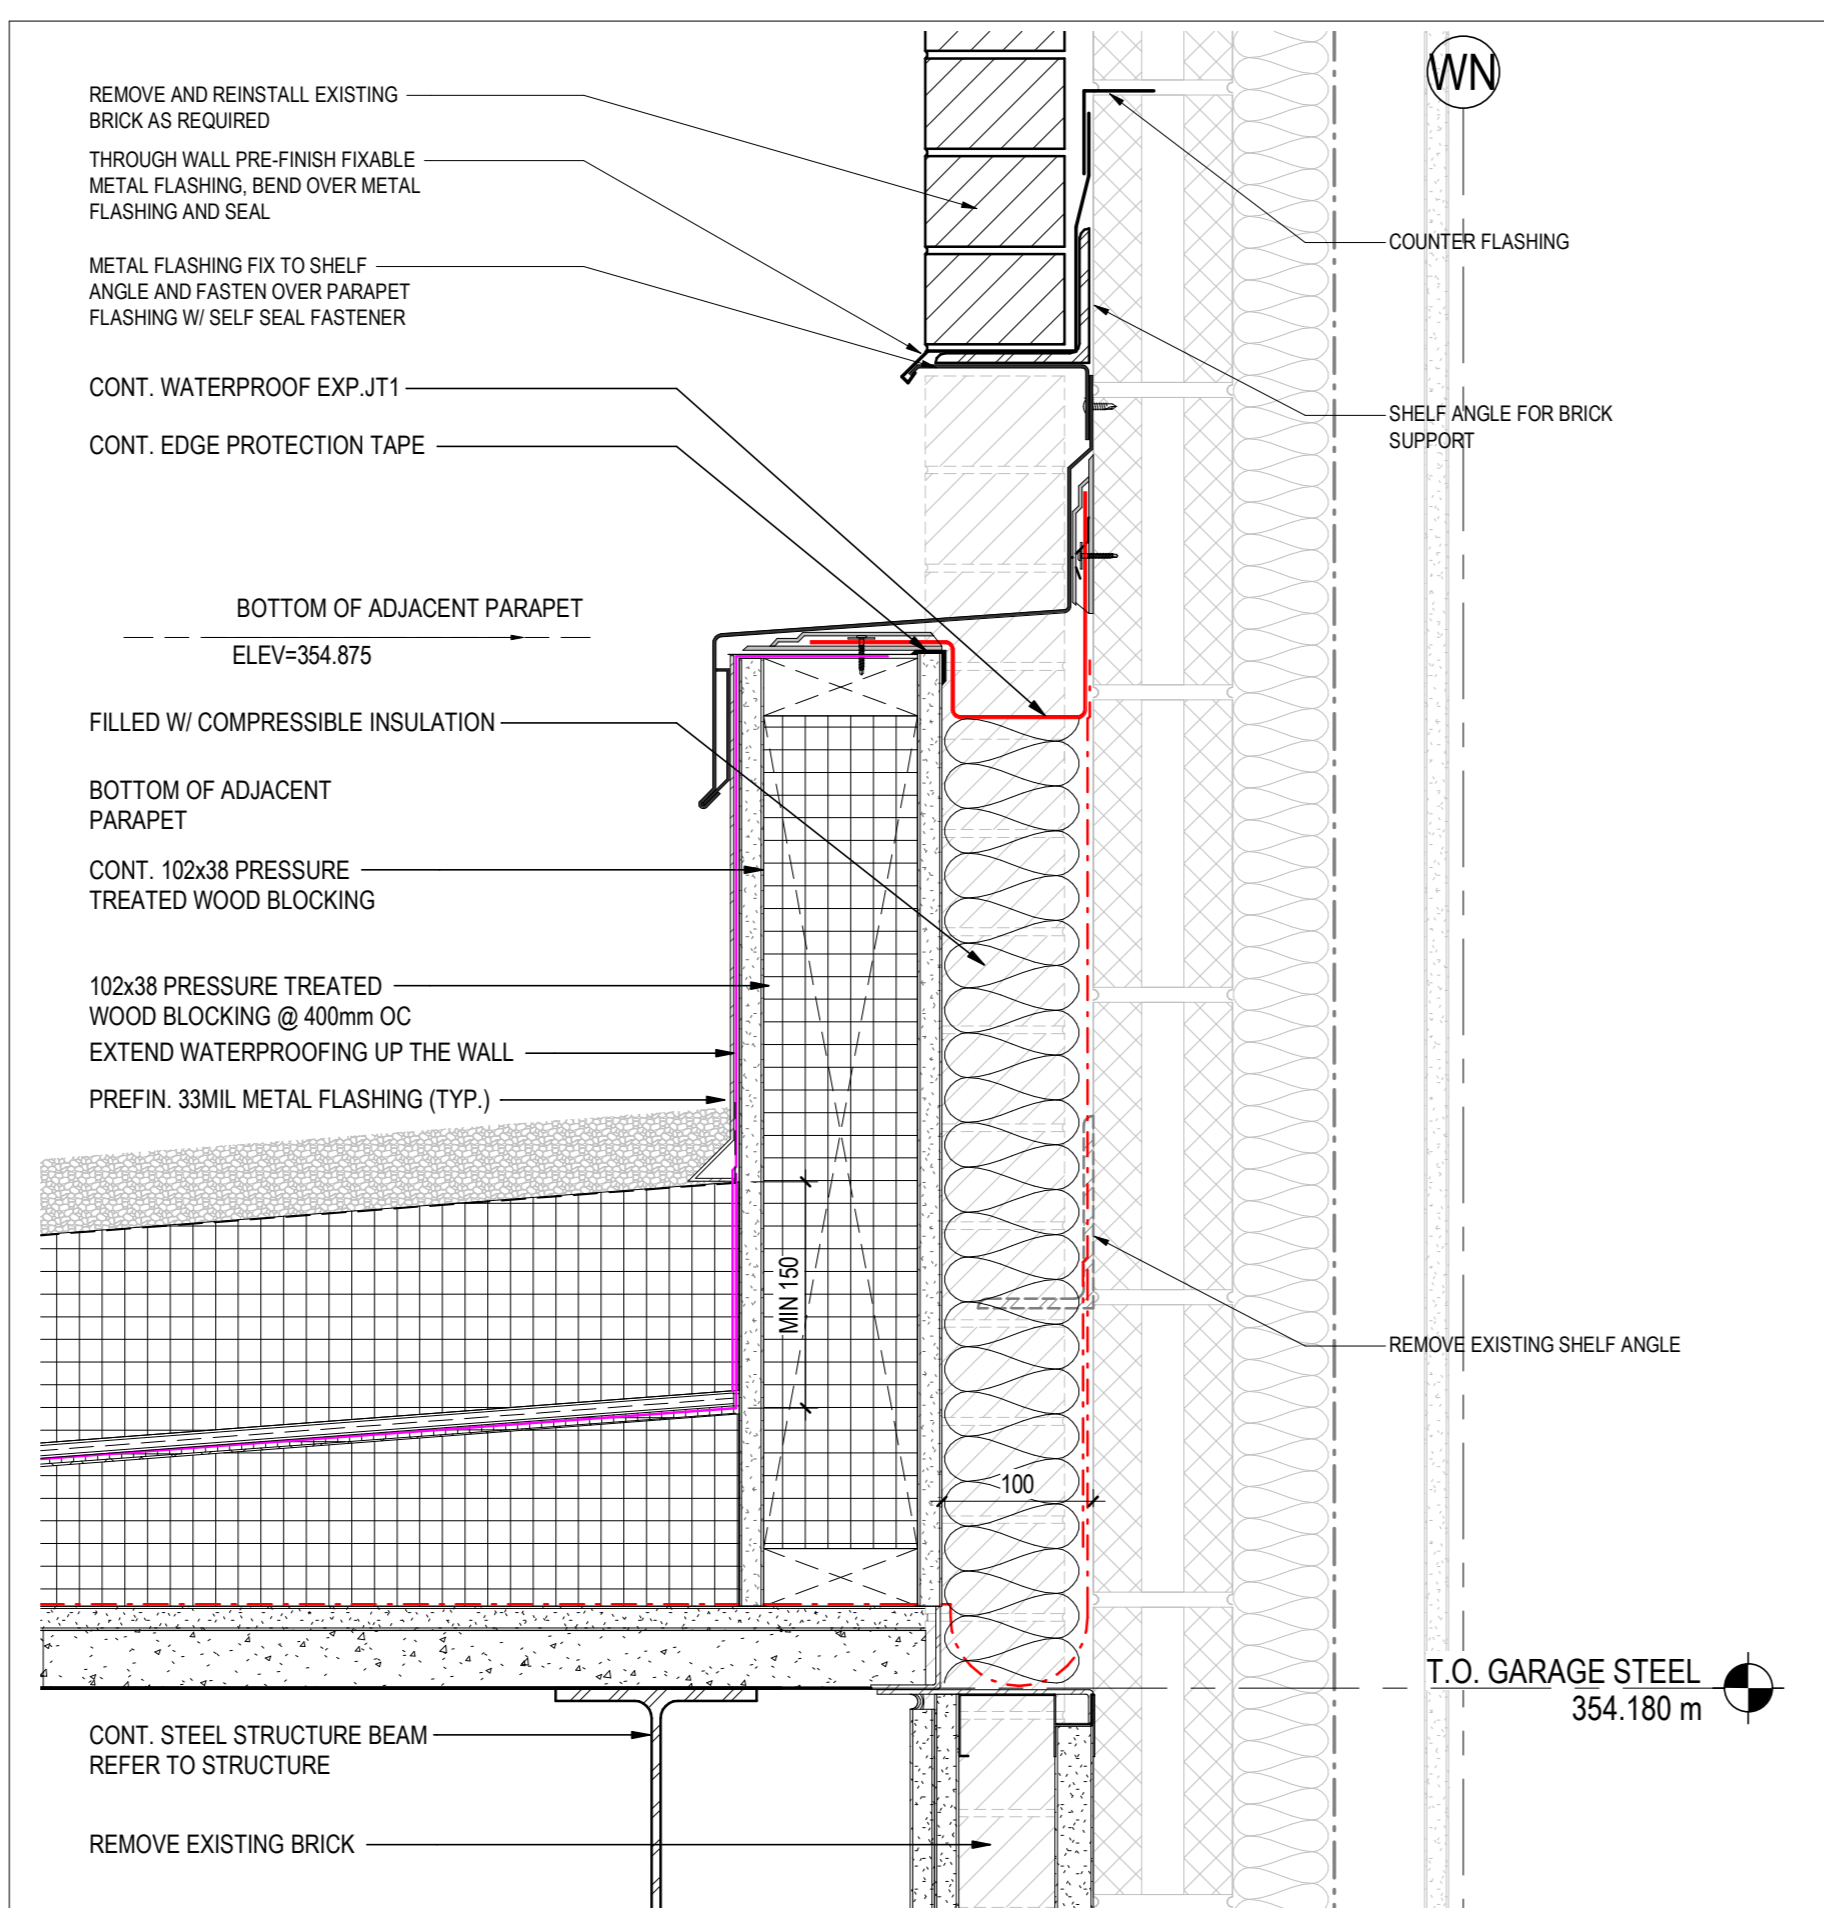 WN
REMOVE AND REINSTALL EXISTING
BRICK AS REQUIRED
THROUGH WALL PRE-FINISH FIXABLE
METAL FLASHING, BEND OVER METAL
FLASHING AND SEAL
COUNTER FLASHING
METAL FLASHING FIX TO SHELF
ANGLE AND FASTEN OVER PARAPET
FLASHING W/ SELF SEAL FASTENER
CONT. WATERPROOF EXP.JT1
SHELF ANGLE FOR BRICK
SUPPORT
CONT. EDGE PROTECTION TAPE
BOTTOM OF ADJACENT PARAPET
ELEV=354.875
FILLED W/ COMPRESSIBLE INSULATION
BOTTOM OF ADJACENT
PARAPET
CONT. 102x38 PRESSURE
TREATED WOOD BLOCKING
102x38 PRESSURE TREATED
WOOD BLOCKING @ 400mm OC
EXTEND WATERPROOFING UP THE WALL
PREFIN. 33MIL METAL FLASHING (TYP.)
MIN 150
REMOVE EXISTING SHELF ANGLE
100
T.O. GARAGE STEEL
354.180 m
CONT. STEEL STRUCTURE BEAM
REFER TO STRUCTURE
REMOVE EXISTING BRICK